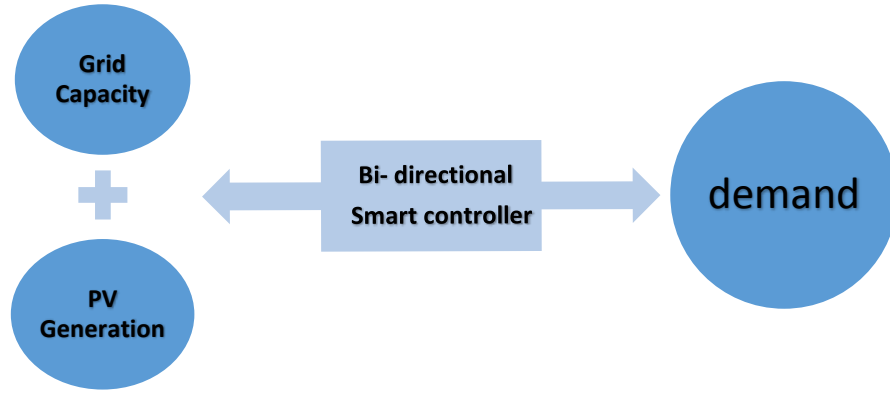 Grid
Capacity
Bi- directional
Smart controller
demand
PV
Generation